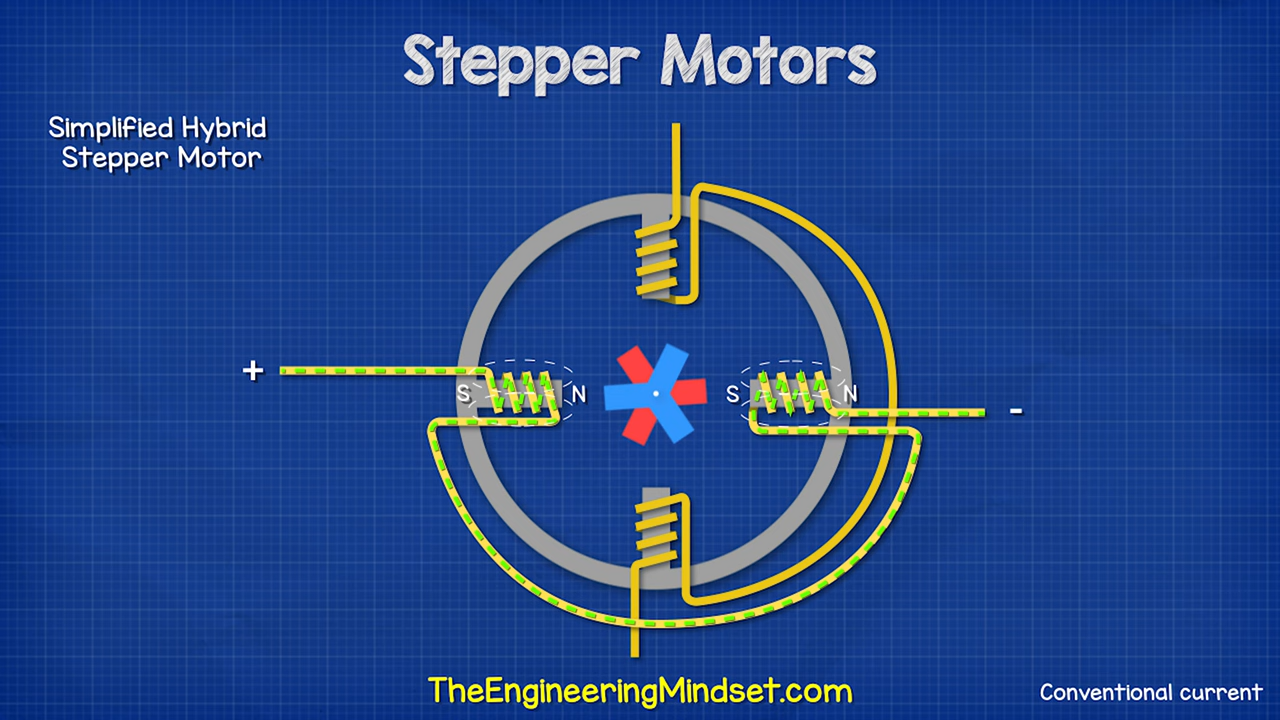 Stepper Motors
Simplified Hybrid
Stepper Motor
+
S
N
S
N
-
TheEngineeringMindset.com
Conventional current